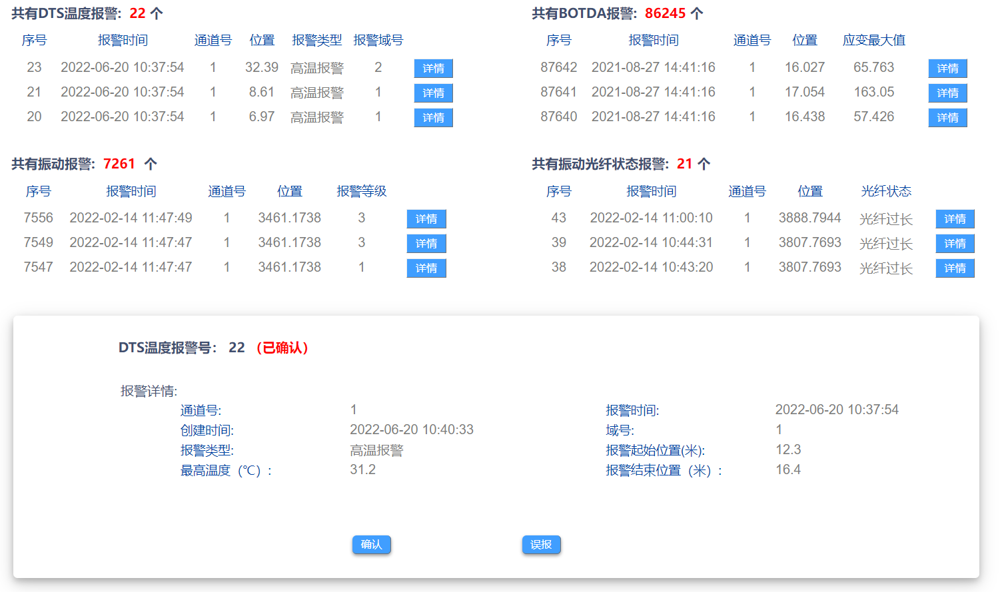 共有DTS温度报警: 22 个
序号 报警时间 通道号 位置 报警类型 报警域号
23 2022-06-20 10:37:54 1 32.39 高温报警 2 详情
21 2022-06-20 10:37:54 1 8.61 高温报警 1 详情
20 2022-06-20 10:37:54 1 6.97 高温报警 1 详情
共有BOTDA报警: 86245 个
序号 报警时间 通道号 位置 应变最大值
87642 2021-08-27 14:41:16 1 16.027 65.763 详情
87641 2021-08-27 14:41:16 1 17.054 163.05 详情
87640 2021-08-27 14:41:16 1 16.438 57.426 详情
共有振动报警: 7261 个
序号 报警时间 通道号 位置 报警等级
7556 2022-02-14 11:47:49 1 3461.1738 3 详情
7549 2022-02-14 11:47:47 1 3461.1738 3 详情
7547 2022-02-14 11:47:47 1 3461.1738 1 详情
共有振动光纤状态报警: 21 个
序号 报警时间 通道号 位置 光纤状态
43 2022-02-14 11:00:10 1 3888.7944 光纤过长 详情
39 2022-02-14 10:44:31 1 3807.7693 光纤过长 详情
38 2022-02-14 10:43:20 1 3807.7693 光纤过长 详情
DTS温度报警号： 22 （已确认）
报警详情:
通道号: 1 报警时间: 2022-06-20 10:37:54
创建时间: 2022-06-20 10:40:33 域号: 1
报警类型: 高温报警 报警起始位置(米): 12.3
最高温度（℃）: 31.2 报警结束位置（米）: 16.4
确认 误报